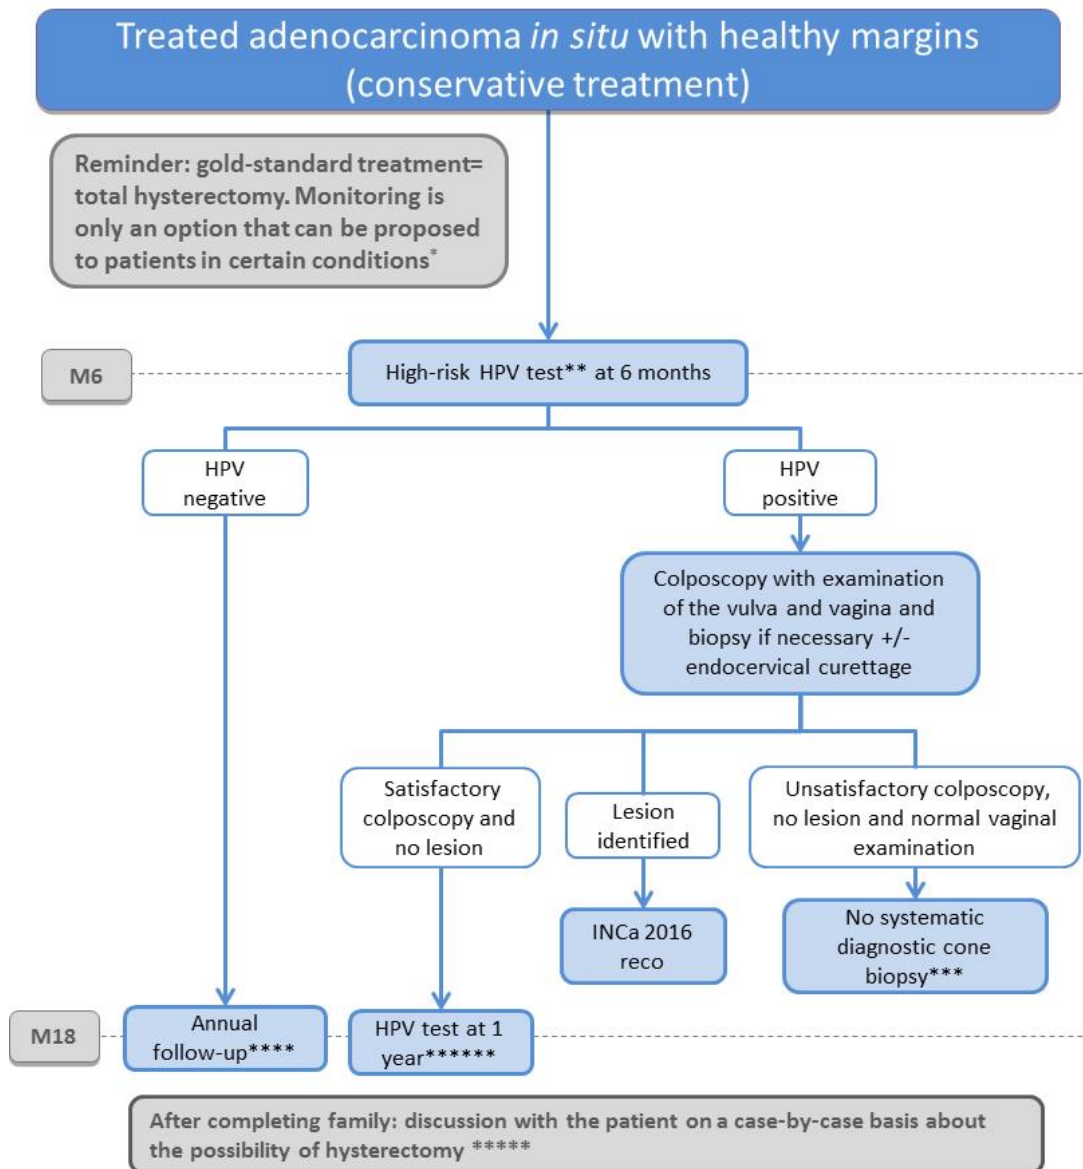 Treated adenocarcinoma in situ with healthy margins
(conservative treatment)
Reminder: gold-standard treatment=
total hysterectomy. Monitoring is
only an option that can be proposed
to patients in certain conditions*
M6
High-risk HPV test** at 6 months
HPV
negative
HPV
positive
Colposcopy with examination
of the vulva and vagina and
biopsy if necessary +/-
endocervical curettage
Satisfactory
colposcopy and
no lesion
Lesion
identified
Unsatisfactory colposcopy,
no lesion and normal vaginal
examination
INCa 2016
reco
No systematic
diagnostic cone
biopsy***
M18
Annual
follow-up****
HPV test at 1
year******
After completing family: discussion with the patient on a case-by-case basis about
the possibility of hysterectomy *****